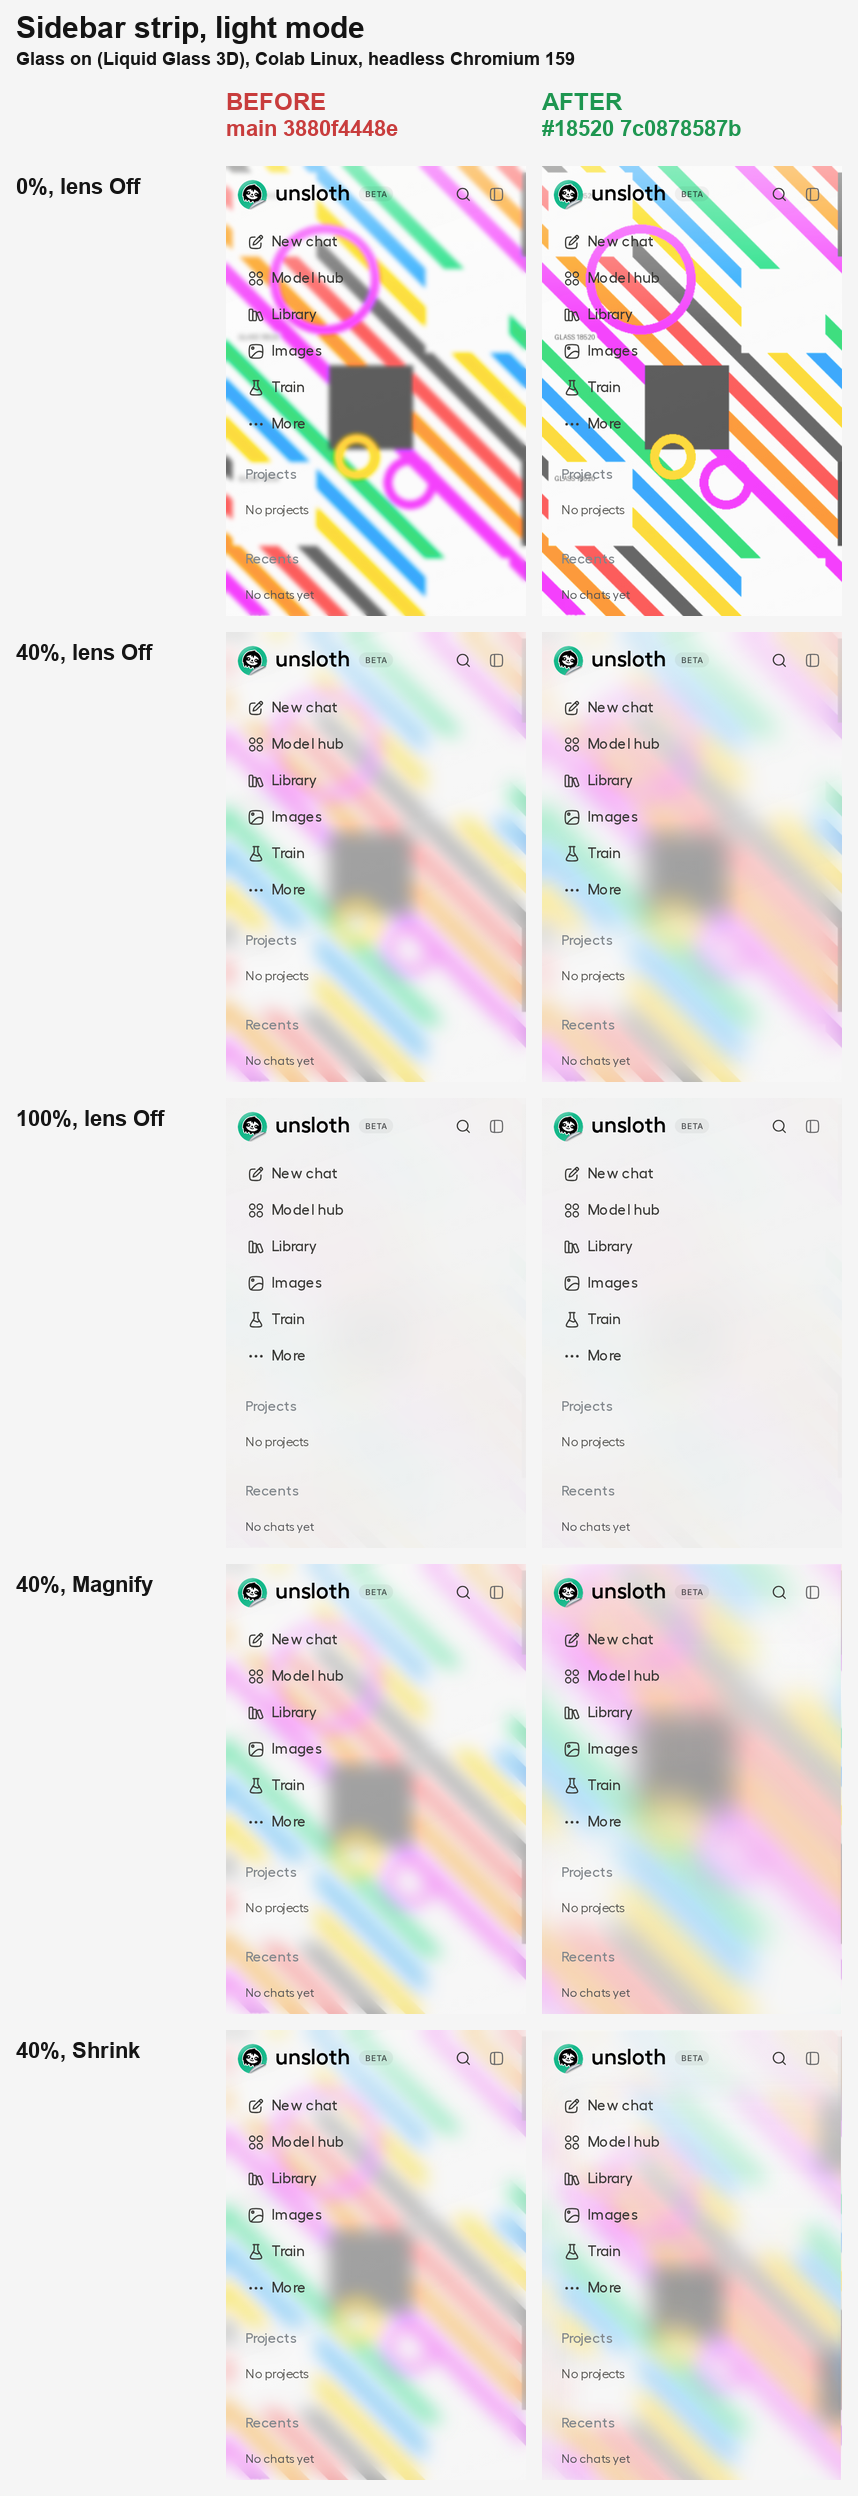 Sidebar strip, light mode
Glass on (Liquid Glass 3D), Colab Linux, headless Chromium 159
BEFORE
main 3880f4448e
AFTER
#18520 7c0878587b
0%, lens Off
unsloth BETA
New chat
Model hub
Library
Images
Train
More
Projects
No projects
Recents
No chats yet
unsloth BETA
New chat
Model hub
Library
GLASS 18520
Images
Train
More
Projects
GLASS 18520
No projects
Recents
No chats yet
40%, lens Off
unsloth BETA
New chat
Model hub
Library
Images
Train
More
Projects
No projects
Recents
No chats yet
unsloth BETA
New chat
Model hub
Library
Images
Train
More
Projects
No projects
Recents
No chats yet
100%, lens Off
unsloth BETA
New chat
Model hub
Library
Images
Train
More
Projects
No projects
Recents
No chats yet
unsloth BETA
New chat
Model hub
Library
Images
Train
More
Projects
No projects
Recents
No chats yet
40%, Magnify
unsloth BETA
New chat
Model hub
Library
Images
Train
More
Projects
No projects
Recents
No chats yet
unsloth BETA
New chat
Model hub
Library
Images
Train
More
Projects
No projects
Recents
No chats yet
40%, Shrink
unsloth BETA
New chat
Model hub
Library
Images
Train
More
Projects
No projects
Recents
No chats yet
unsloth BETA
New chat
Model hub
Library
Images
Train
More
Projects
No projects
Recents
No chats yet